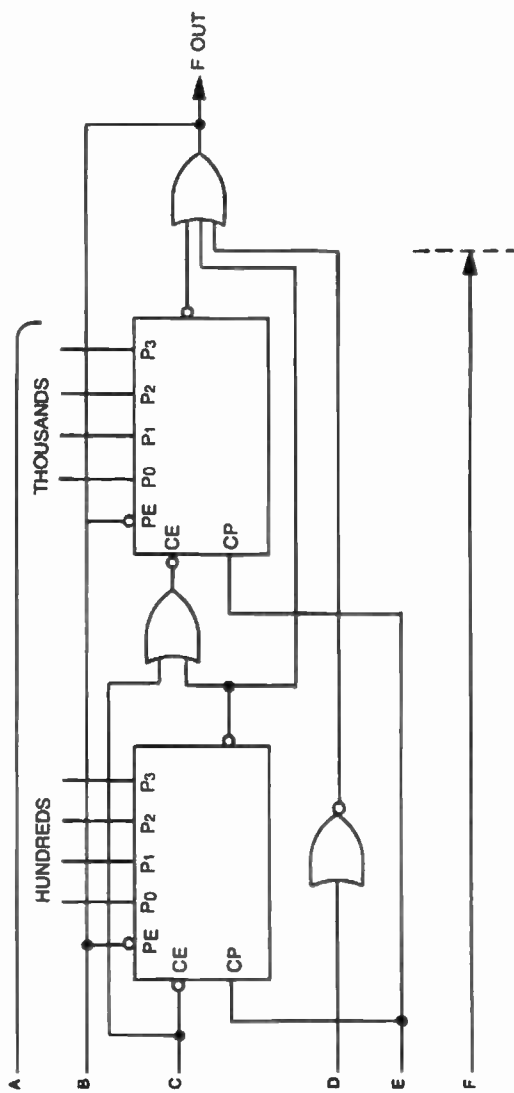 THOUSANDS
HUNDREDS
PE P0 P1 P2 P3
CE
CP
PE P0 P1 P2 P3
CE
CP
F OUT
A
B
C
D
E
F